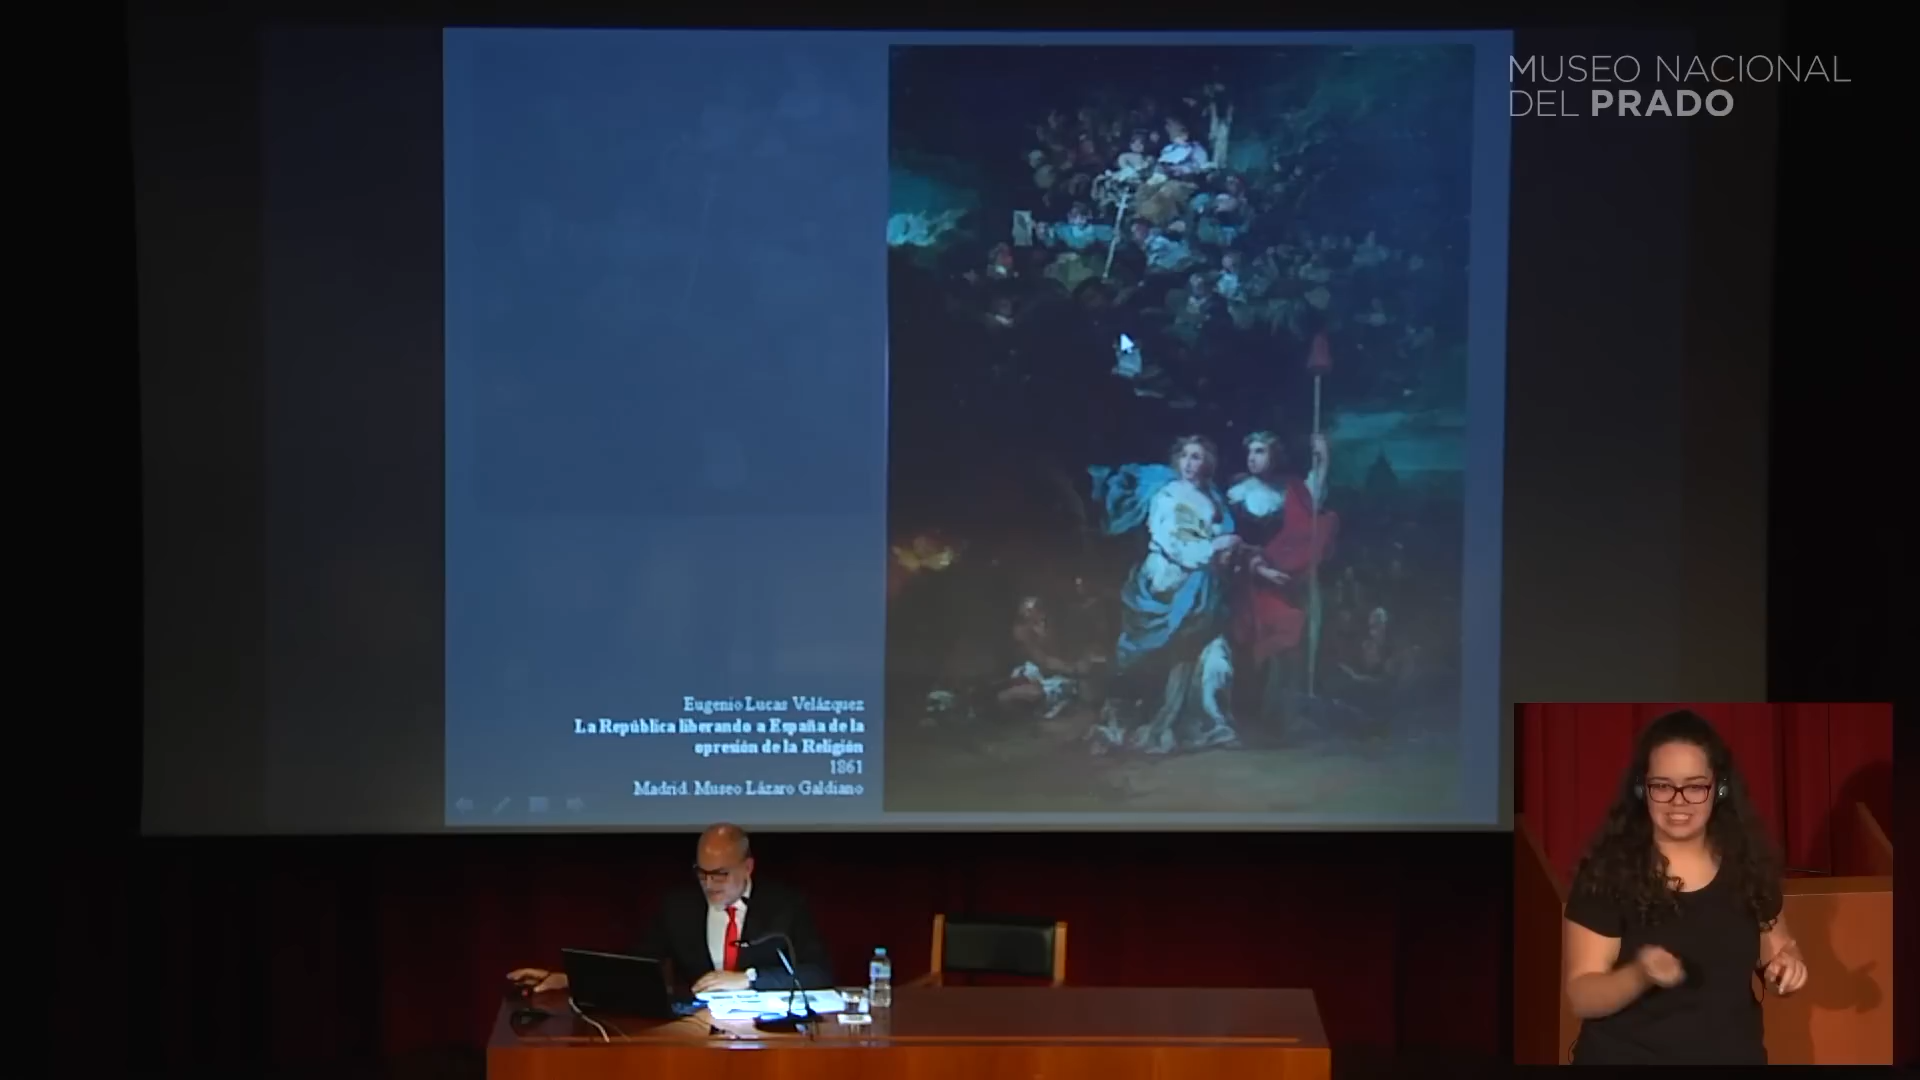 MUSEO NACIONAL
DEL PRADO
Eugenio Lucas Velázquez
La República liberando a España de la
opresión de la Religión
1861
Madrid. Museo Lázaro Galdiano